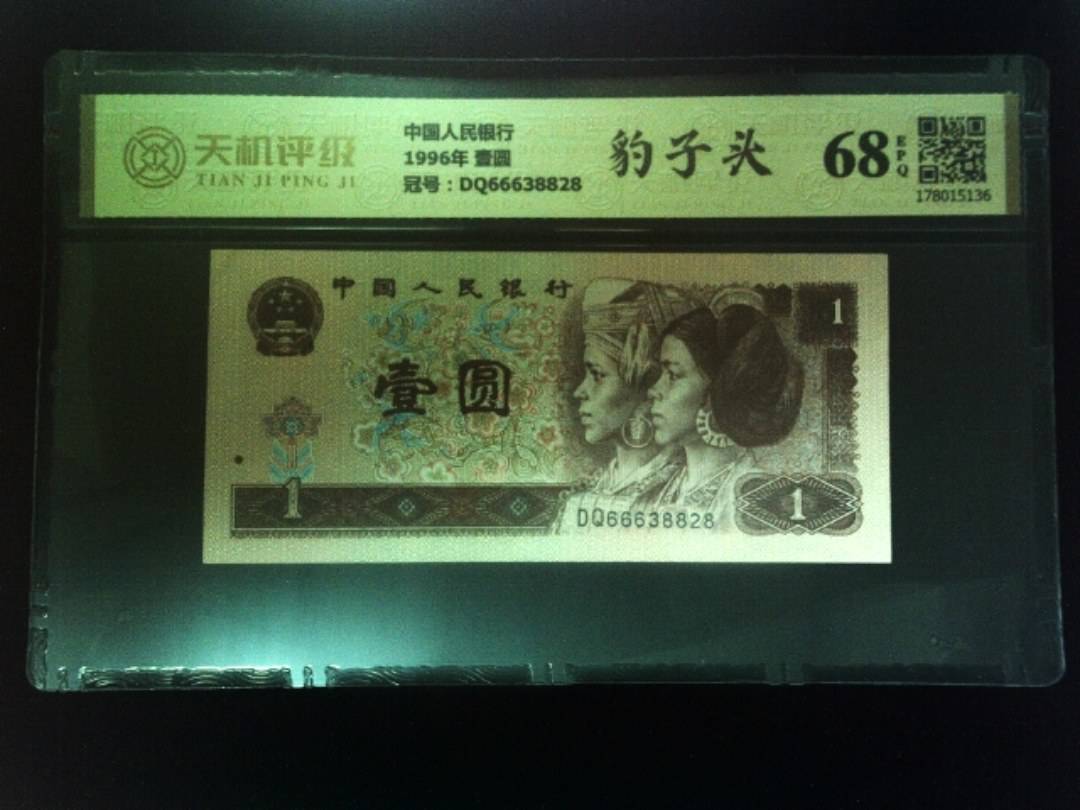 天机评级
TIAN JI PING JI
中国人民银行
1996年 壹圆
冠号：DQ66638828
豹子头
68
EPQ
178015136
中国人民银行
1
壹圆
1
DQ66638828
1